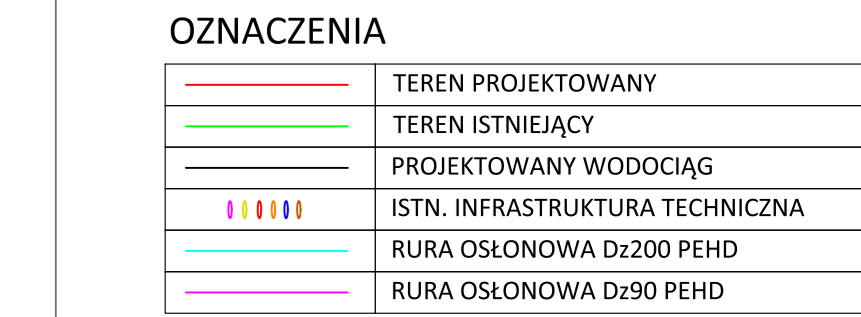 OZNACZENIA
TEREN PROJEKTOWANY
TEREN ISTNIEJĄCY
PROJEKTOWANY WODOCIĄG
ISTN. INFRASTRUKTURA TECHNICZNA
RURA OSŁONOWA Dz200 PEHD
RURA OSŁONOWA Dz90 PEHD